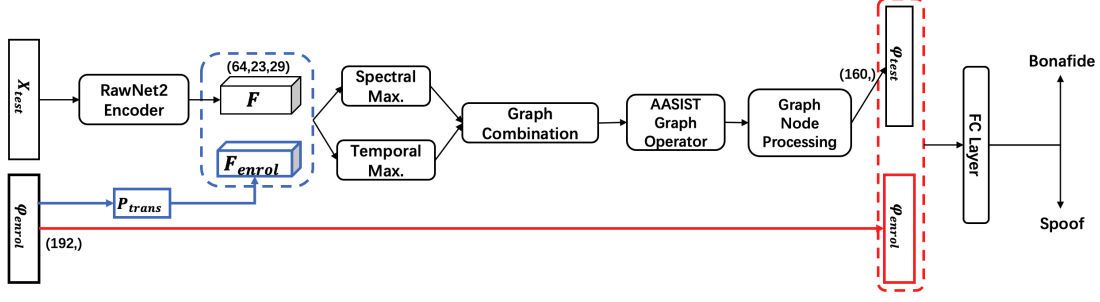 X_test
RawNet2
Encoder
(64,23,29)
F
F_enrol
Spectral
Max.
Temporal
Max.
Graph
Combination
AASIST
Graph
Operator
Graph
Node
Processing
(160,)
φ_test
FC Layer
Bonafide
Spoof
φ_enrol
P_trans
(192,)
φ_enrol